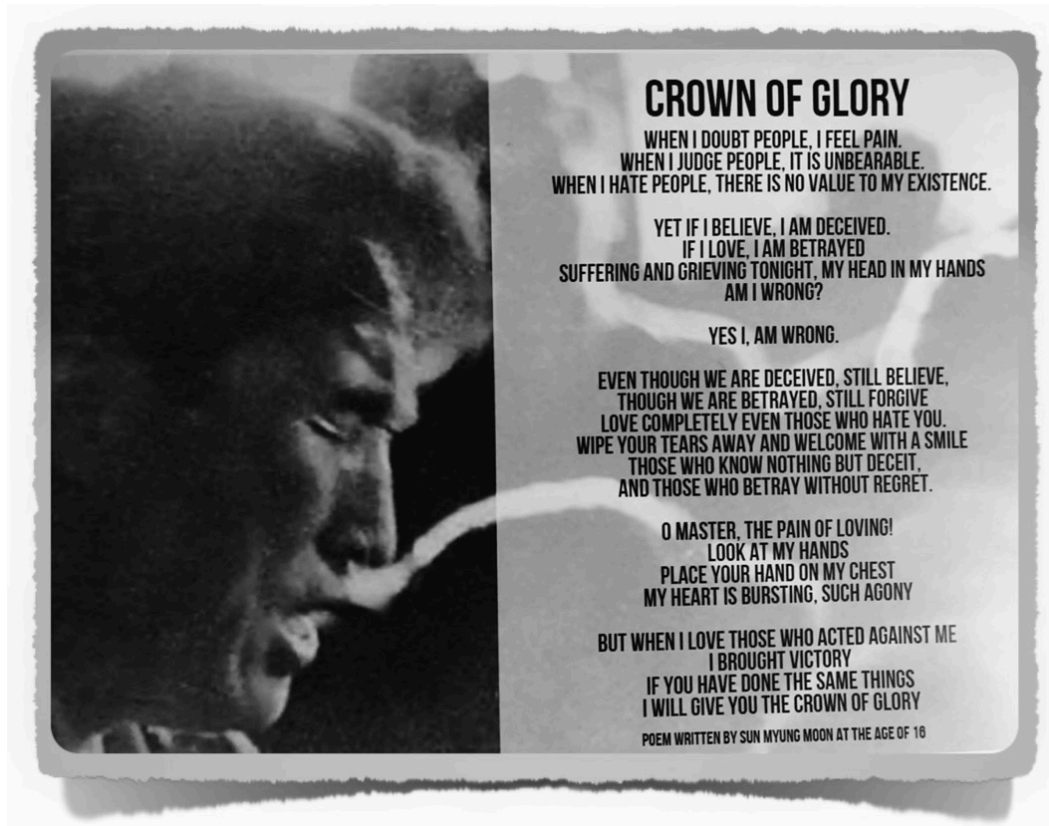 CROWN OF GLORY
WHEN I DOUBT PEOPLE, I FEEL PAIN.
WHEN I JUDGE PEOPLE, IT IS UNBEARABLE.
WHEN I HATE PEOPLE, THERE IS NO VALUE TO MY EXISTENCE.
YET IF I BELIEVE, I AM DECEIVED.
IF I LOVE, I AM BETRAYED
SUFFERING AND GRIEVING TONIGHT, MY HEAD IN MY HANDS
AM I WRONG?
YES I, AM WRONG.
EVEN THOUGH WE ARE DECEIVED, STILL BELIEVE,
THOUGH WE ARE BETRAYED, STILL FORGIVE
LOVE COMPLETELY EVEN THOSE WHO HATE YOU.
WIPE YOUR TEARS AWAY AND WELCOME WITH A SMILE
THOSE WHO KNOW NOTHING BUT DECEIT,
AND THOSE WHO BETRAY WITHOUT REGRET.
O MASTER, THE PAIN OF LOVING!
LOOK AT MY HANDS
PLACE YOUR HAND ON MY CHEST
MY HEART IS BURSTING, SUCH AGONY
BUT WHEN I LOVE THOSE WHO ACTED AGAINST ME
I BROUGHT VICTORY
IF YOU HAVE DONE THE SAME THINGS
I WILL GIVE YOU THE CROWN OF GLORY
POEM WRITTEN BY SUN MYUNG MOON AT THE AGE OF 16